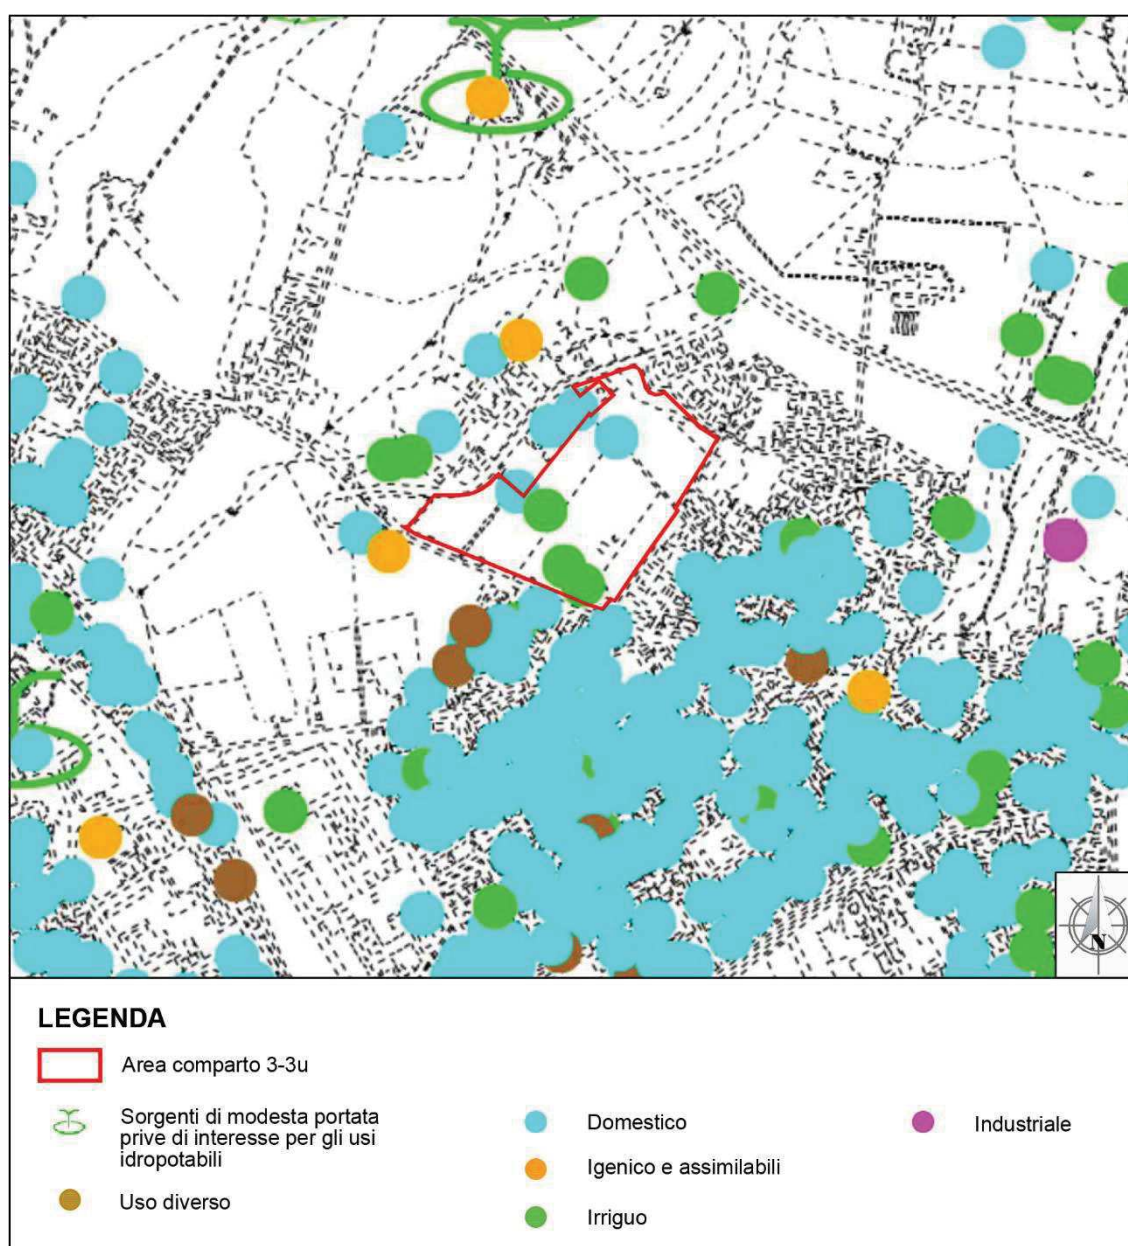 N
LEGENDA
Area comparto 3-3u
Sorgenti di modesta portata
prive di interesse per gli usi
idropotabili
Uso diverso
Domestico
Igenico e assimilabili
Irriguo
Industriale